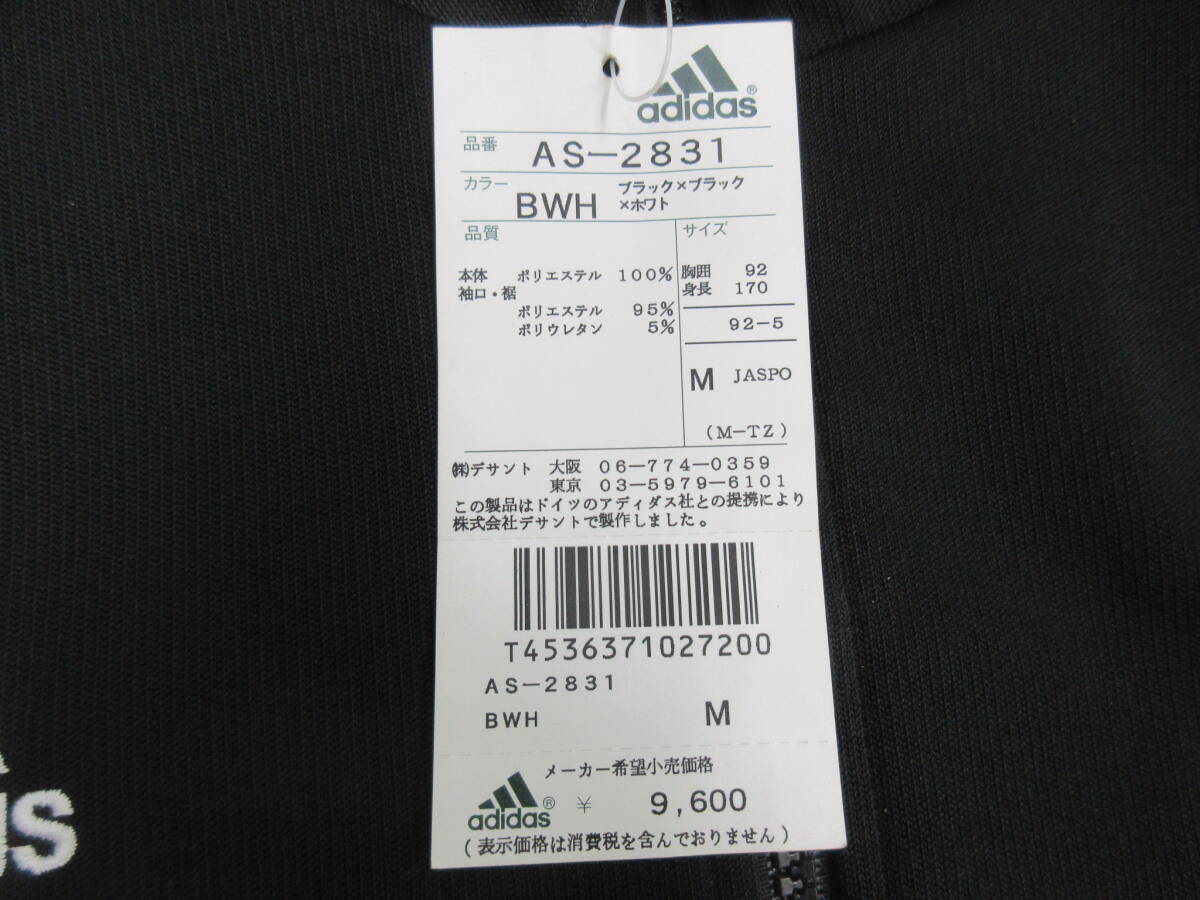 adidas®
品番 AS－2831
カラー BWH ブラック×ブラック
×ホワト
品質
サイズ
本体 ポリエステル 100%
袖口・裾
ポリエステル 95%
ポリウレタン 5%
胸囲 92
身長 170
92－5
M JASPO
(M－TZ)
㈱デサント 大阪 06－774－0359
東京 03－5979－6101
この製品はドイツのアディダス社との提携により
株式会社デサントで製作しました。
T4536371027200
AS－2831
BWH M
メーカー希望小売価格
adidas® ¥ 9,600
(表示価格は消費税を含んでおりません)